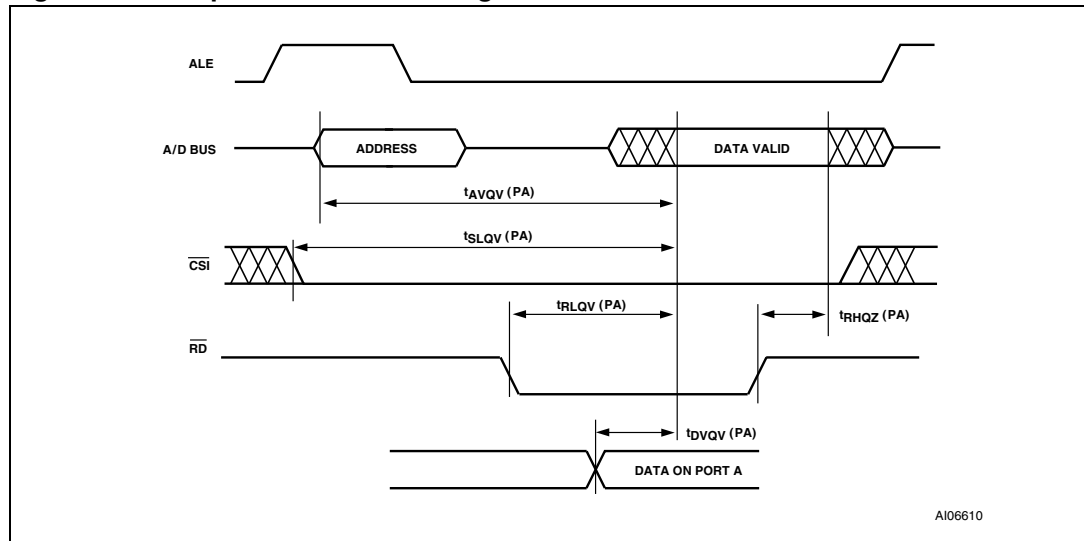 ALE
A/D BUS
ADDRESS
DATA VALID
tAVQV (PA)
tSLQV (PA)
CSI
tRLQV (PA)
tRHQZ (PA)
RD
tDVQV (PA)
DATA ON PORT A
AI06610